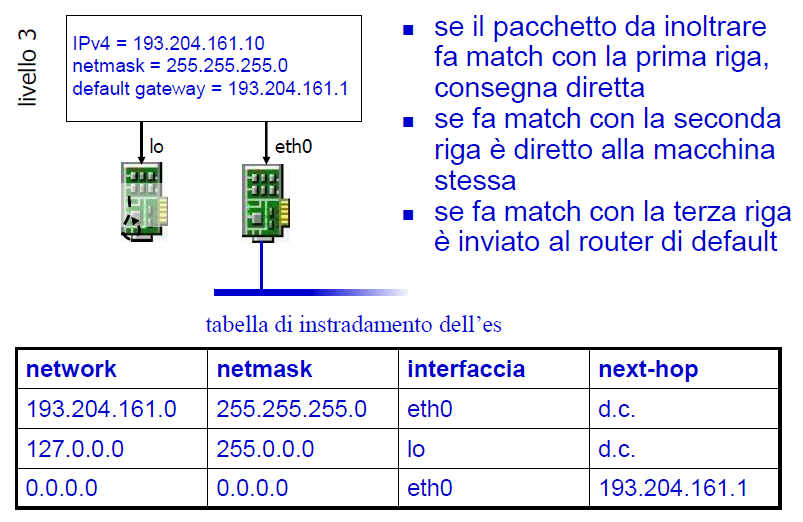 livello 3
IPv4 = 193.204.161.10
netmask = 255.255.255.0
default gateway = 193.204.161.1
lo
eth0
se il pacchetto da inoltrare
fa match con la prima riga,
consegna diretta
se fa match con la seconda
riga è diretto alla macchina
stessa
se fa match con la terza riga
è inviato al router di default
tabella di instradamento dell'es
network netmask interfaccia next-hop
193.204.161.0 255.255.255.0 eth0 d.c.
127.0.0.0 255.0.0.0 lo d.c.
0.0.0.0 0.0.0.0 eth0 193.204.161.1